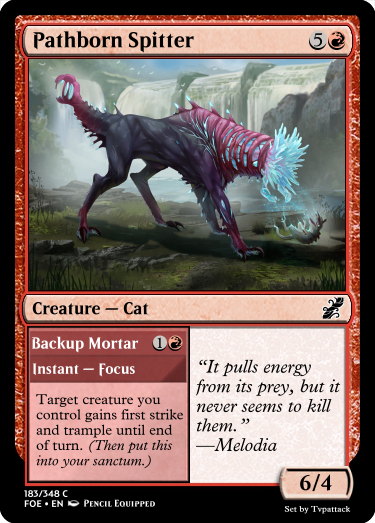 Pathborn Spitter 5
Creature — Cat
Backup Mortar 1
Instant — Focus
Target creature you
control gains first strike
and trample until end
of turn. (Then put this
into your sanctum.)
“It pulls energy
from its prey, but it
never seems to kill
them.”
—Melodia
6/4
183/348 C
FOE • EN Pencil Equipped
Set by Tvpattack